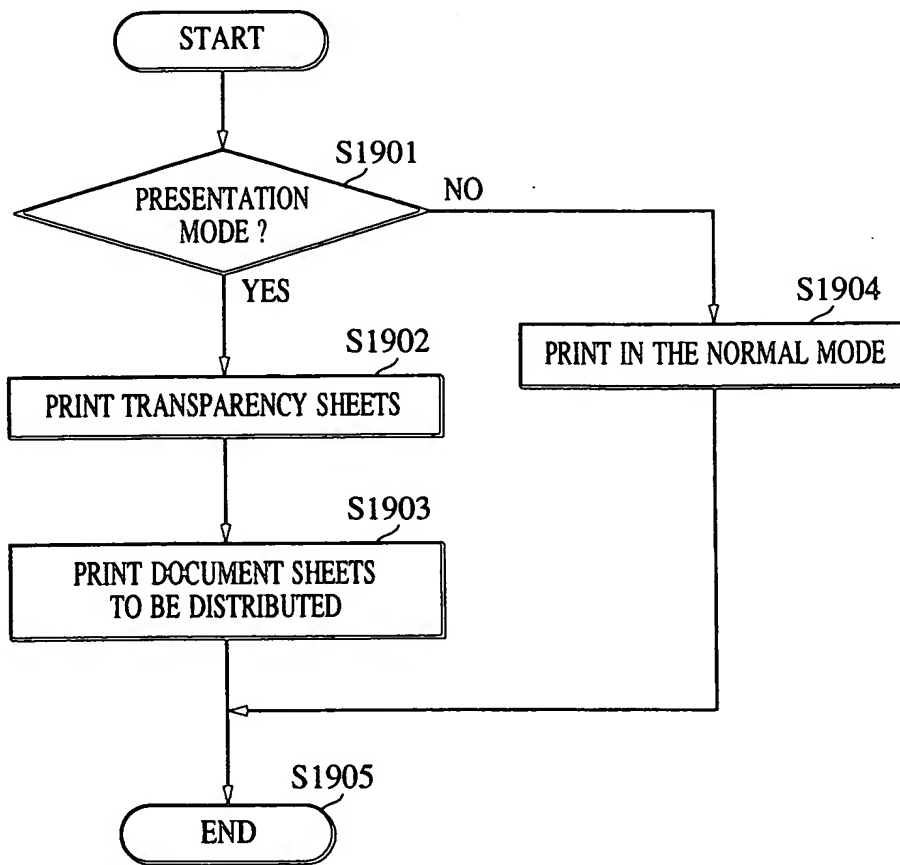 START
S1901
PRESENTATION
MODE ?
NO
YES
S1904
PRINT IN THE NORMAL MODE
S1902
PRINT TRANSPARENCY SHEETS
S1903
PRINT DOCUMENT SHEETS
TO BE DISTRIBUTED
S1905
END